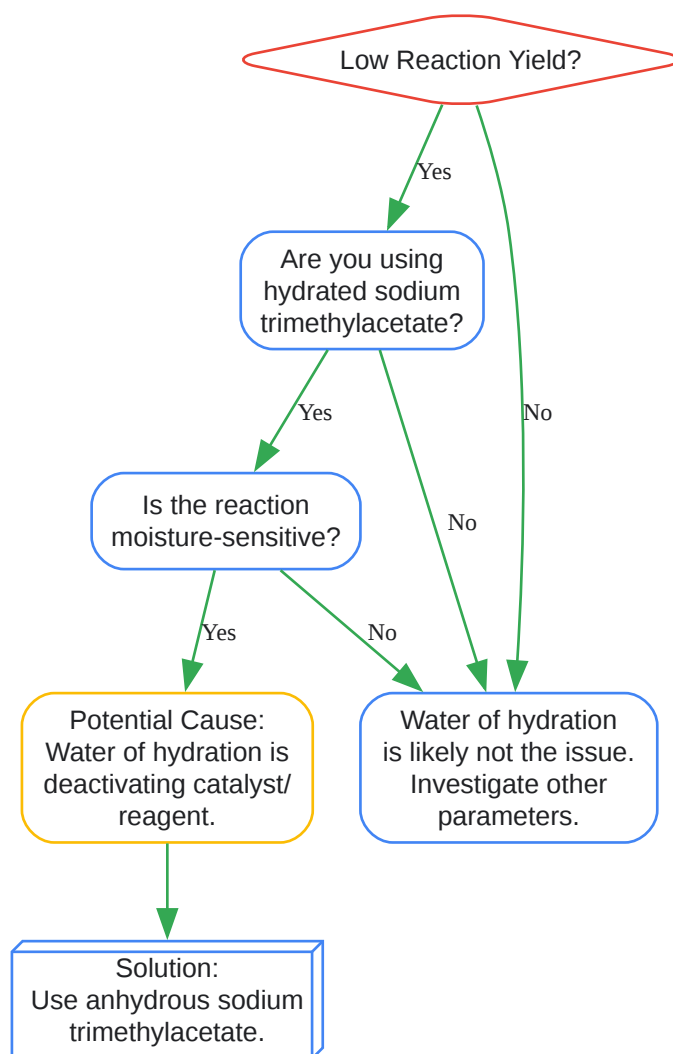 Low Reaction Yield?
Yes
Are you using
hydrated sodium
trimethylacetate?
Yes
No
Is the reaction
moisture-sensitive?
No
Yes
No
Potential Cause:
Water of hydration is
deactivating catalyst/
reagent.
Water of hydration
is likely not the issue.
Investigate other
parameters.
Solution:
Use anhydrous sodium
trimethylacetate.